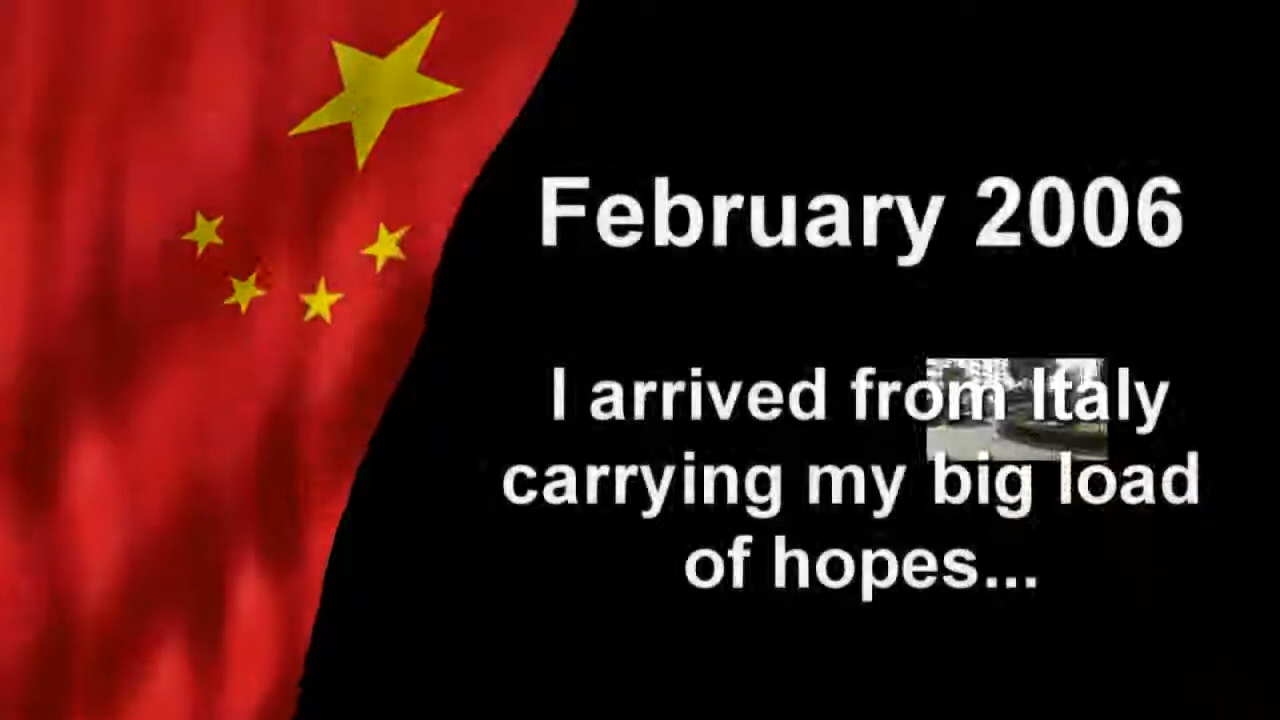 February 2006
I arrived from Italy
carrying my big load
of hopes...